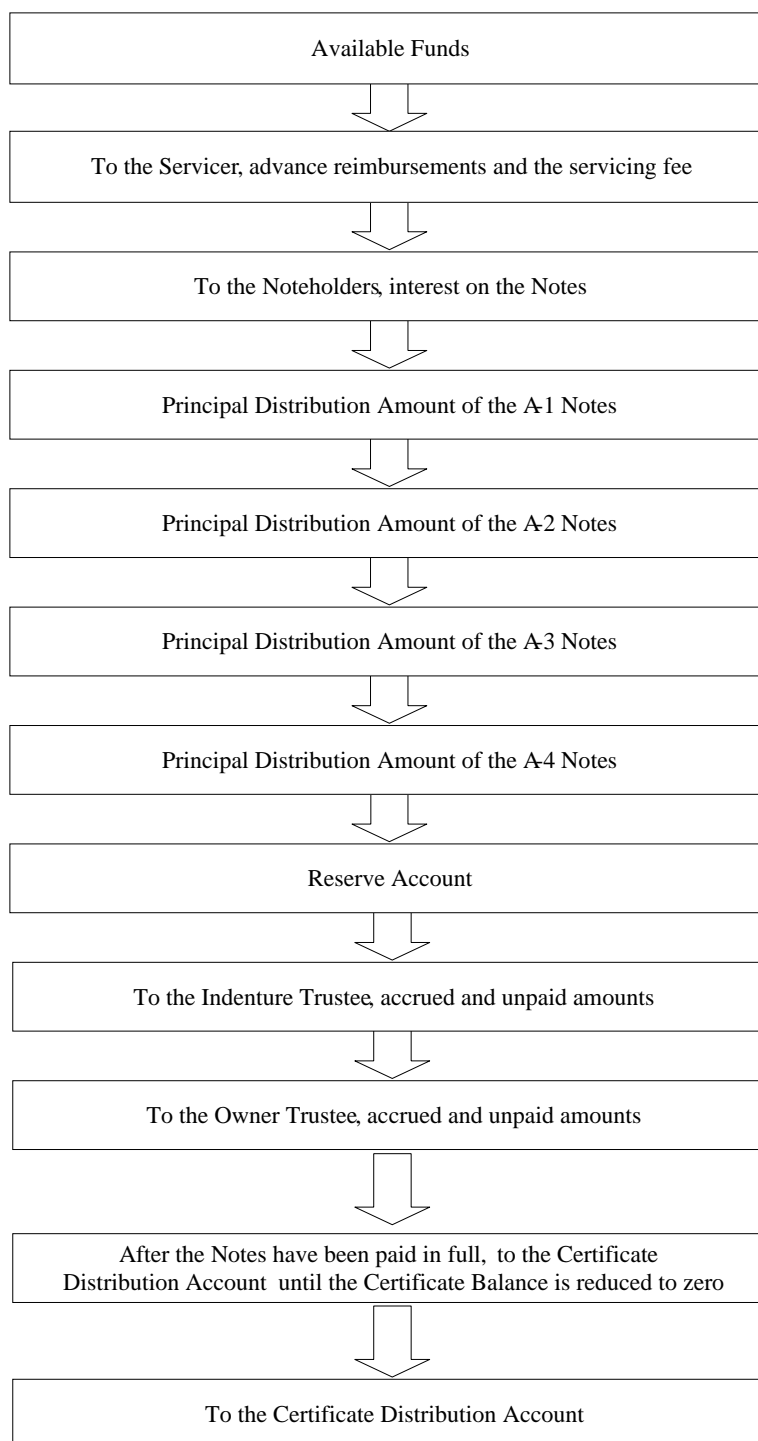 Available Funds
To the Servicer, advance reimbursements and the servicing fee
To the Noteholders, interest on the Notes
Principal Distribution Amount of the A-1 Notes
Principal Distribution Amount of the A-2 Notes
Principal Distribution Amount of the A-3 Notes
Principal Distribution Amount of the A-4 Notes
Reserve Account
To the Indenture Trustee, accrued and unpaid amounts
To the Owner Trustee, accrued and unpaid amounts
After the Notes have been paid in full, to the Certificate
Distribution Account until the Certificate Balance is reduced to zero
To the Certificate Distribution Account